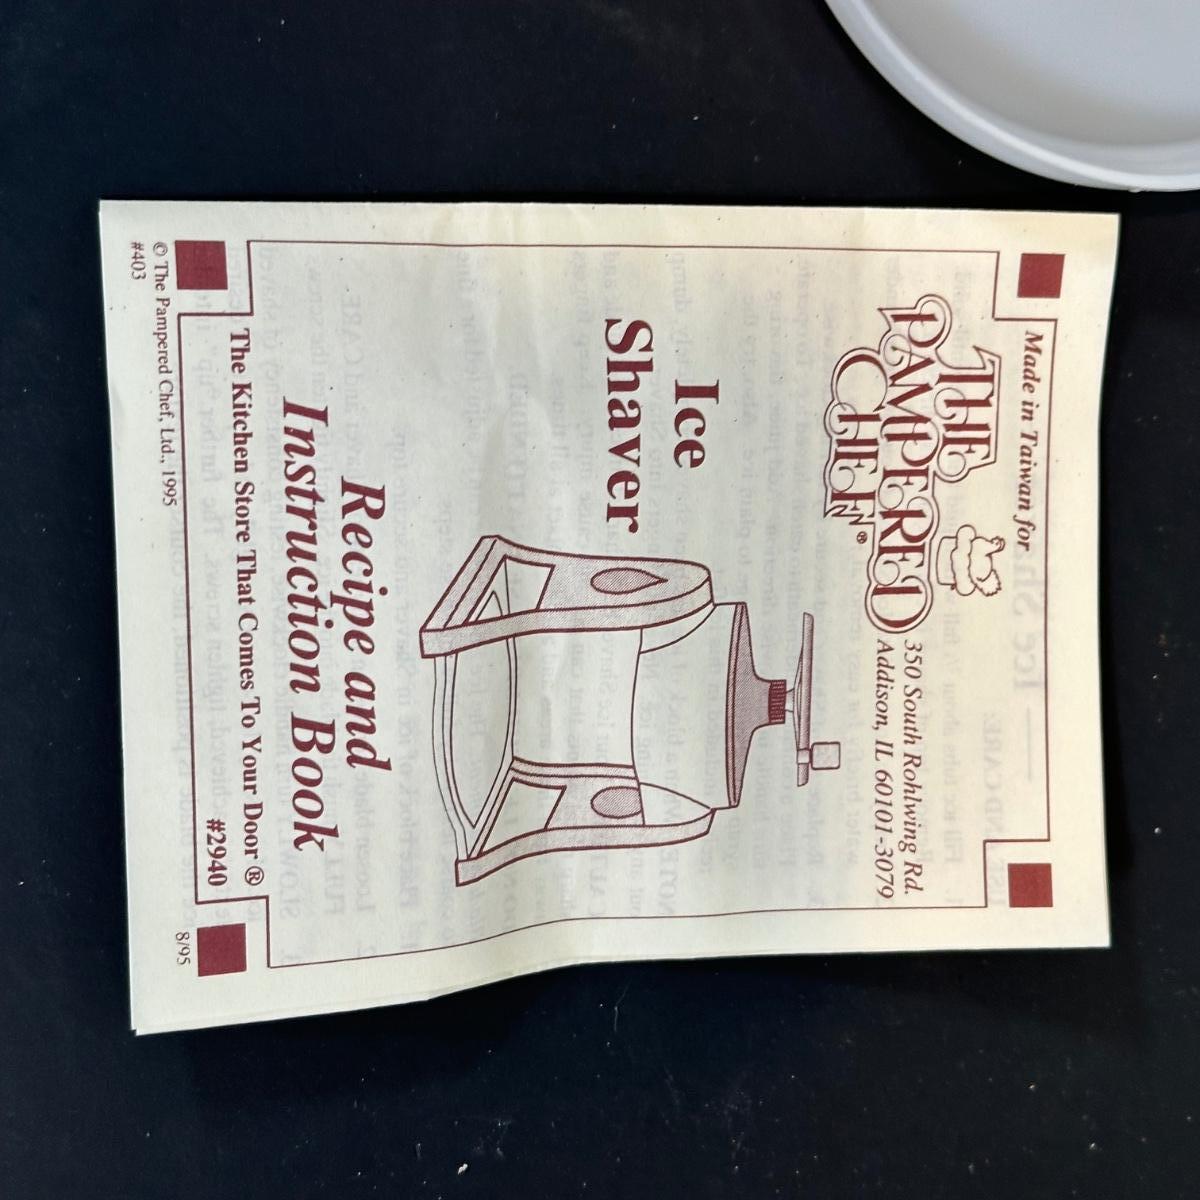 Made in Taiwan for
THE
PAMPERED
CHEF®
350 South Rohlwing Rd.
Addison, IL 60101-3079
Ice
Shaver
Recipe and
Instruction Book
The Kitchen Store That Comes To Your Door ®
#2940
© The Pampered Chef, Ltd., 1995
#403
8/95